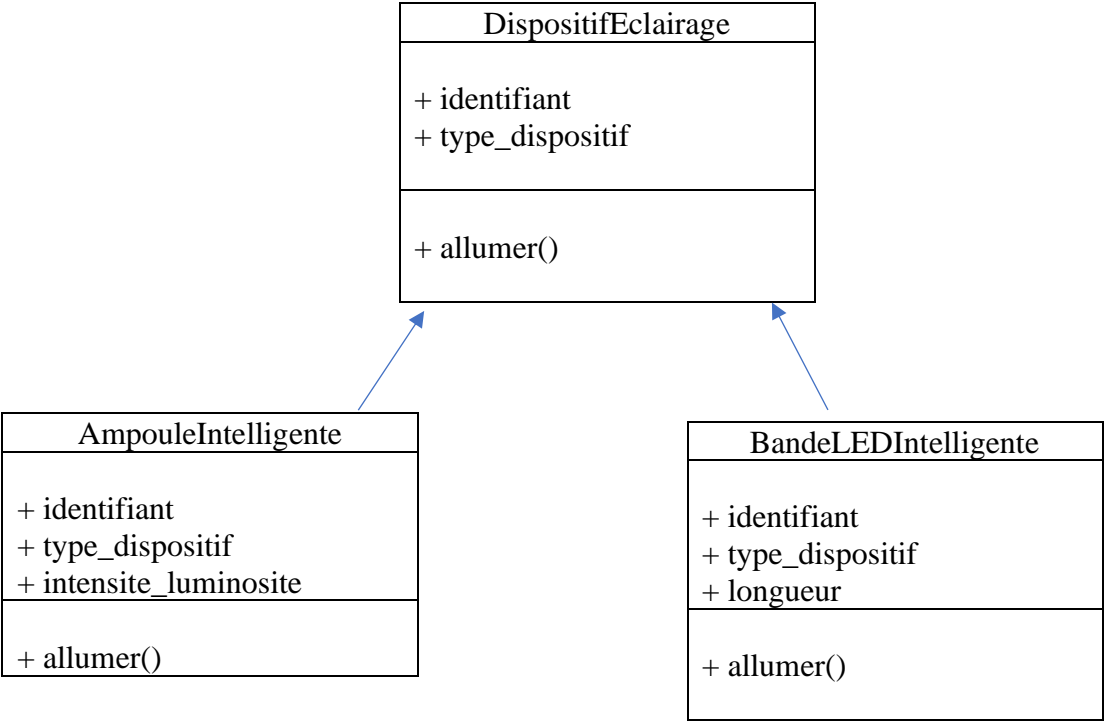 DispositifEclairage
+ identifiant
+ type_dispositif
+ allumer()
AmpouleIntelligente
+ identifiant
+ type_dispositif
+ intensite_luminosite
+ allumer()
BandeLEDIntelligente
+ identifiant
+ type_dispositif
+ longueur
+ allumer()